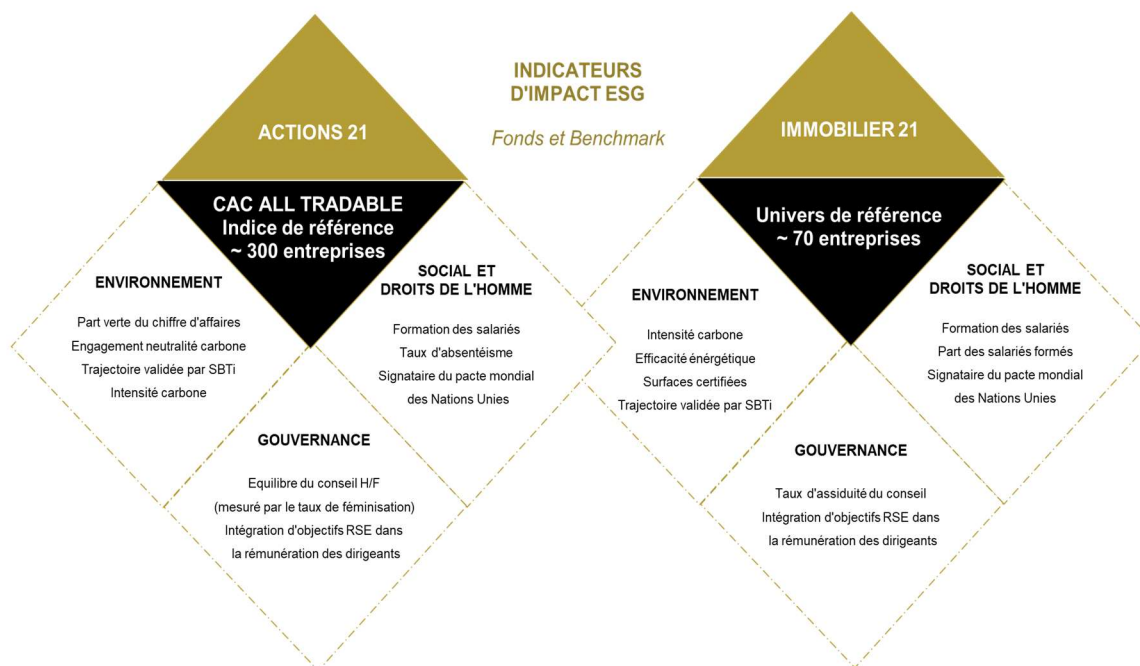 INDICATEURS
D'IMPACT ESG
Fonds et Benchmark
ACTIONS 21
CAC ALL TRADABLE
Indice de référence
~ 300 entreprises
ENVIRONNEMENT
Part verte du chiffre d'affaires
Engagement neutralité carbone
Trajectoire validée par SBTi
Intensité carbone
SOCIAL ET
DROITS DE L'HOMME
Formation des salariés
Taux d'absentéisme
Signataire du pacte mondial
des Nations Unies
GOUVERNANCE
Equilibre du conseil H/F
(mesuré par le taux de féminisation)
Intégration d'objectifs RSE dans
la rémunération des dirigeants
IMMOBILIER 21
Univers de référence
~ 70 entreprises
ENVIRONNEMENT
Intensité carbone
Efficacité énérgétique
Surfaces certifiées
Trajectoire validée par SBTi
SOCIAL ET
DROITS DE L'HOMME
Formation des salariés
Part des salariés formés
Signataire du pacte mondial
des Nations Unies
GOUVERNANCE
Taux d'assiduité du conseil
Intégration d'objectifs RSE dans
la rémunération des dirigeants